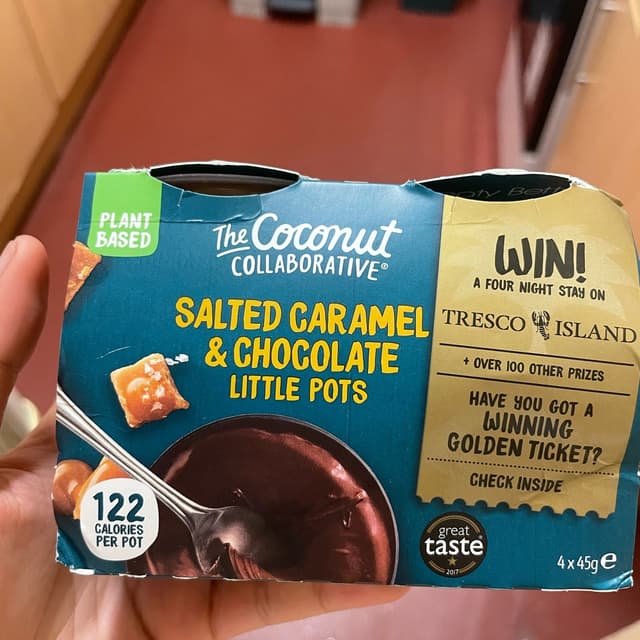 PLANT
BASED
The Coconut
COLLABORATIVE®
SALTED CARAMEL
& CHOCOLATE
LITTLE POTS
122
CALORIES
PER POT
WIN!
A FOUR NIGHT STAY ON
TRESCO ISLAND
+ OVER 100 OTHER PRIZES
HAVE YOU GOT A
WINNING
GOLDEN TICKET?
CHECK INSIDE
great
taste
2017
4 x 45g e